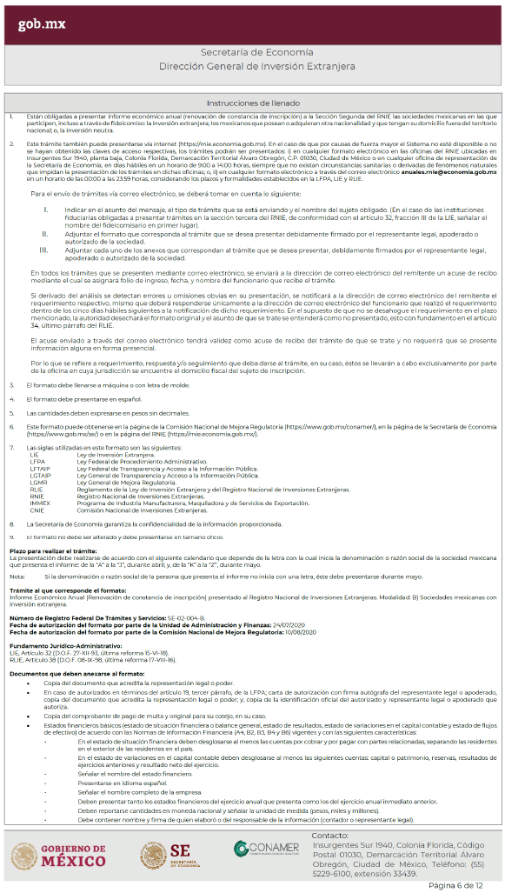 gob.mx
Secretaría de Economía
Dirección General de Inversión Extranjera
Instrucciones de llenado
1. Están obligadas a presentar informe económico anual (renovación de constancia de inscripción) a la Sección Segunda del RNIE las sociedades mexicanas en las que
participen, incluso a través de fideicomiso: la inversión extranjera; los mexicanos que posean o adquieran otra nacionalidad y que tengan su domicilio fuera del territorio
nacional; o, la inversión neutra.
2. Este trámite también puede presentarse vía internet (https://rnie.economia.gob.mx). En el caso de que por causas de fuerza mayor el Sistema no esté disponible o no
se hayan obtenido las claves de acceso respectivas, los trámites podrán ser presentados: i) en cualquier formato electrónico en las oficinas del RNIE ubicadas en
Insurgentes Sur 1940, planta baja, Colonia Florida, Demarcación Territorial Álvaro Obregón, C.P. 01030, Ciudad de México o en cualquier oficina de representación de
la Secretaría de Economía, en días hábiles en un horario de 9:00 a 14:00 horas, siempre que no existan circunstancias sanitarias o derivadas de fenómenos naturales
que impidan la presentación de los trámites en dichas oficinas; o, ii) en cualquier formato electrónico a través del correo electrónico anuales.rnie@economia.gob.mx
en un horario de las 00:00 a las 23:59 horas, considerando los plazos y formalidades establecidos en la LFPA, LIE y RLIE.
Para el envío de trámites vía correo electrónico, se deberá tomar en cuenta lo siguiente:
I. Indicar en el asunto del mensaje, el tipo de trámite que se está enviando y el nombre del sujeto obligado. (En el caso de las instituciones
fiduciarias obligadas a presentar trámites en la sección tercera del RNIE, de conformidad con el artículo 32, fracción III de la LIE, señalar el
nombre del fideicomisario en primer lugar).
II. Adjuntar el formato que corresponda al trámite que se desea presentar debidamente firmado por el representante legal, apoderado o
autorizado de la sociedad.
III. Adjuntar cada uno de los anexos que correspondan al trámite que se desea presentar, debidamente firmados por el representante legal,
apoderado o autorizado de la sociedad.
En todos los trámites que se presenten mediante correo electrónico, se enviará a la dirección de correo electrónico del remitente un acuse de recibo
mediante el cual se asignará folio de ingreso, fecha, y nombre del funcionario que recibe el trámite.
Si derivado del análisis se detectan errores u omisiones obvias en su presentación, se notificará a la dirección de correo electrónico del remitente el
requerimiento respectivo, mismo que deberá responderse únicamente a la dirección de correo electrónico del funcionario que realizó el requerimiento
dentro de los cinco días hábiles siguientes a la notificación de dicho requerimiento. En el supuesto de que no se desahogue el requerimiento en el plazo
mencionado, la autoridad desechará el formato original y el asunto de que se trate se entenderá como no presentado, esto con fundamento en el artículo
34, último párrafo del RLIE.
El acuse enviado a través del correo electrónico tendrá validez como acuse de recibo del trámite de que se trate y no requerirá que se presente
información alguna en forma presencial.
Por lo que se refiere a requerimiento, respuesta y/o seguimiento que deba darse al trámite, en su caso, éstos se llevarán a cabo exclusivamente por parte
de la oficina en cuya jurisdicción se encuentre el domicilio fiscal del sujeto de inscripción.
3. El formato debe llenarse a máquina o con letra de molde.
4. El formato debe presentarse en español.
5. Las cantidades deben expresarse en pesos sin decimales.
6. Este formato puede obtenerse en la página de la Comisión Nacional de Mejora Regulatoria (https://www.gob.mx/conamer/), en la página de la Secretaría de Economía
(https://www.gob.mx/se/) o en la página del RNIE (https://rnie.economia.gob.mx/).
7. Las siglas utilizadas en este formato son las siguientes:
LIE Ley de Inversión Extranjera.
LFPA Ley Federal de Procedimiento Administrativo.
LFTAIP Ley Federal de Transparencia y Acceso a la Información Pública.
LGTAIP Ley General de Transparencia y Acceso a la Información Pública.
LGMR Ley General de Mejora Regulatoria.
RLIE Reglamento de la Ley de Inversión Extranjera y del Registro Nacional de Inversiones Extranjeras.
RNIE Registro Nacional de Inversiones Extranjeras.
IMMEX Programa de Industria Manufacturera, Maquiladora y de Servicios de Exportación.
CNIE Comisión Nacional de Inversiones Extranjeras.
8. La Secretaría de Economía garantiza la confidencialidad de la información proporcionada.
9. El formato no debe ser alterado y debe presentarse en tamaño oficio.
Plazo para realizar el trámite:
La presentación debe realizarse de acuerdo con el siguiente calendario que depende de la letra con la cual inicia la denominación o razón social de la sociedad mexicana
que presenta el informe: de la "A" a la "J", durante abril; y, de la "K" a la "Z", durante mayo.
Nota: Si la denominación o razón social de la persona que presenta el informe no inicia con una letra, éste debe presentarse durante mayo.
Trámite al que corresponde el formato:
Informe Económico Anual (Renovación de constancia de inscripción) presentado al Registro Nacional de Inversiones Extranjeras. Modalidad: B) Sociedades mexicanas con
inversión extranjera.
Número de Registro Federal De Trámites y Servicios: SE-02-004-B.
Fecha de autorización del formato por parte de la Unidad de Administración y Finanzas: 24/07/2020
Fecha de autorización del formato por parte de la Comisión Nacional de Mejora Regulatoria: 10/08/2020
Fundamento Jurídico-Administrativo:
LIE, Artículo 32 (D.O.F. 27-XII-93, última reforma 15-VI-18).
RLIE, Artículo 38 (D.O.F. 08-IX-98, última reforma 17-VIII-16).
Documentos que deben anexarse al formato:
• Copia del documento que acredita la representación legal o poder.
• En caso de autorizados en términos del artículo 19, tercer párrafo, de la LFPA; carta de autorización con firma autógrafa del representante legal o apoderado,
copia del documento que acredita la representación legal o poder; y, copia de la identificación oficial del autorizado y representante legal o apoderado que
autoriza.
• Copia del comprobante de pago de multa y original para su cotejo, en su caso.
• Estados financieros básicos (estado de situación financiera o balance general, estado de resultados, estado de variaciones en el capital contable y estado de flujos
de efectivo) de acuerdo con las Normas de Información Financiera (A4, B2, B3, B4 y B6) vigentes y con las siguientes características:
- En el estado de situación financiera deben desglosarse al menos las cuentas por cobrar y por pagar con partes relacionadas, separando las residentes
en el exterior de las residentes en el país.
- En el estado de variaciones en el capital contable deben desglosarse al menos las siguientes cuentas: capital o patrimonio, reservas, resultados de
ejercicios anteriores y resultado neto del ejercicio.
- Señalar el nombre del estado financiero.
- Presentarse en idioma español.
- Señalar el nombre completo de la empresa.
- Deben presentar tanto los estados financieros del ejercicio anual que presenta como los del ejercicio anual inmediato anterior.
- Deben reportarse cantidades en moneda nacional y señalar la unidad de medida (pesos, miles y millones).
- Debe contener nombre y firma de quien elaboró o del responsable de la información (contador o representante legal).
GOBIERNO DE
MÉXICO
SE
SECRETARÍA
DE ECONOMÍA
CONAMER
Contacto:
Insurgentes Sur 1940, Colonia Florida, Código
Postal 01030, Demarcación Territorial Álvaro
Obregón, Ciudad de México, Teléfono: (55)
5229-6100, extensión 33439.
Página 6 de 12